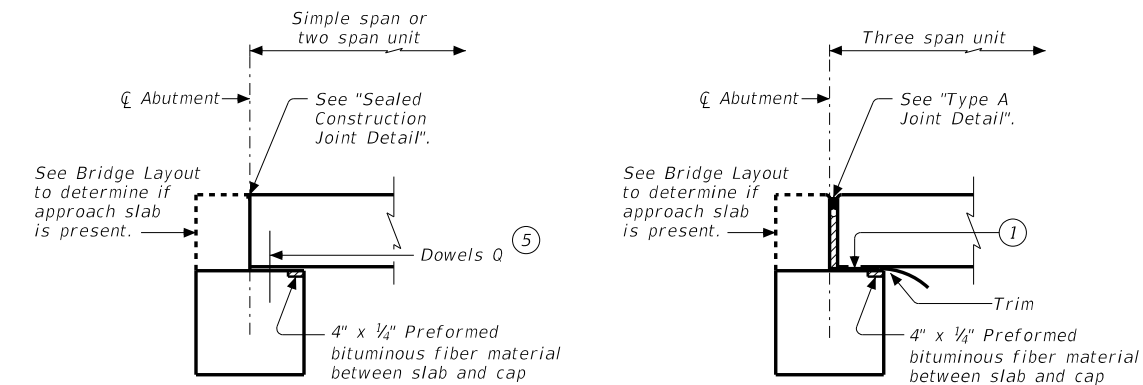 Simple span or
two span unit
℄ Abutment
See "Sealed
Construction
Joint Detail".
See Bridge Layout
to determine if
approach slab
is present.
Dowels Q
5
4" x ¼" Preformed
bituminous fiber material
between slab and cap
Three span unit
℄ Abutment
See "Type A
Joint Detail".
See Bridge Layout
to determine if
approach slab
is present.
1
Trim
4" x ¼" Preformed
bituminous fiber material
between slab and cap